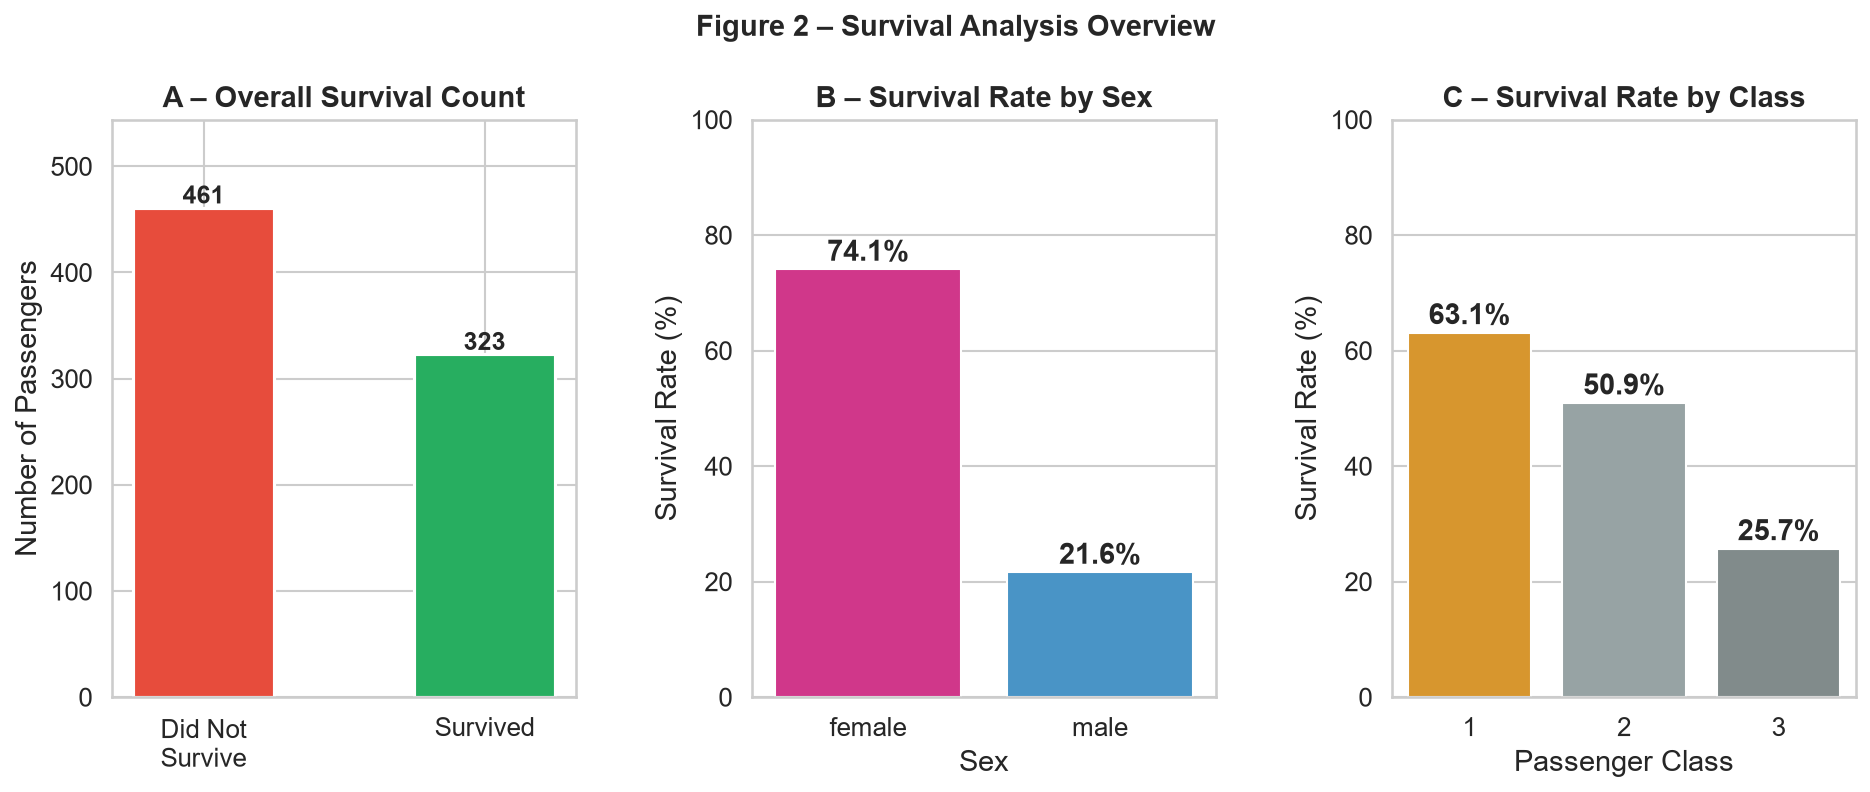 Figure 2 – Survival Analysis Overview
A – Overall Survival Count
Number of Passengers
500
400
300
200
100
0
461
323
Did Not
Survive
Survived
B – Survival Rate by Sex
Survival Rate (%)
100
80
60
40
20
0
74.1%
21.6%
female
male
Sex
C – Survival Rate by Class
Survival Rate (%)
100
80
60
40
20
0
63.1%
50.9%
25.7%
1
2
3
Passenger Class